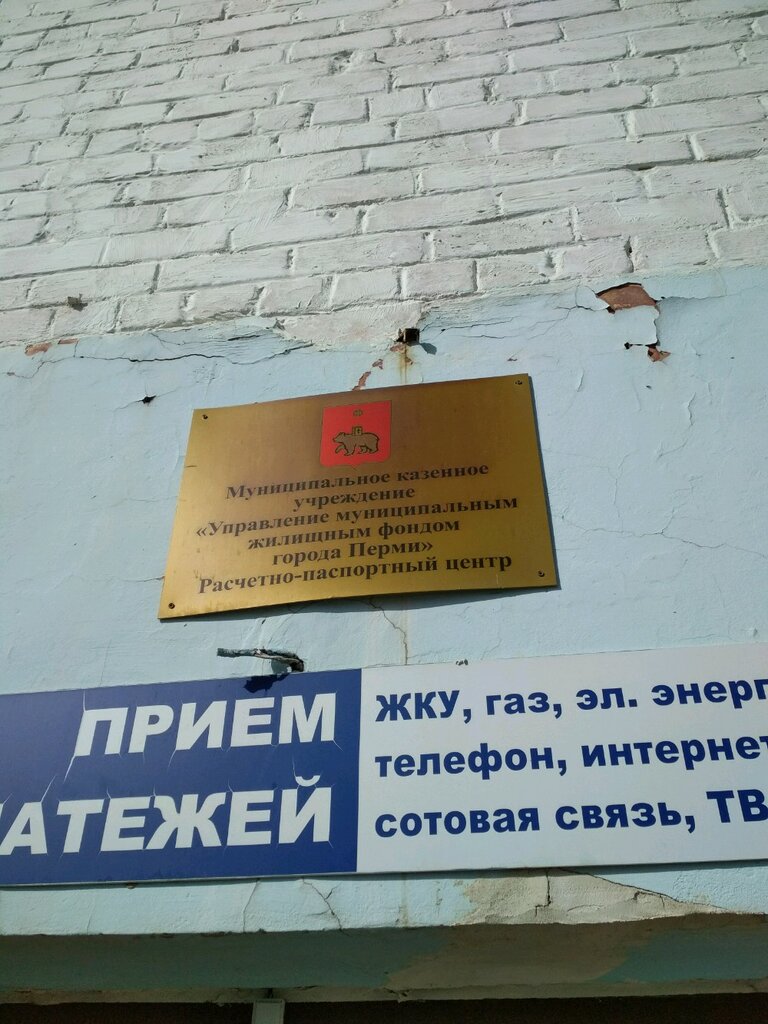 Муниципальное казенное
учреждение
«Управление муниципальным
жилищным фондом
города Перми»
Расчетно-паспортный центр
ПРИЕМ
АТЕЖЕЙ
ЖКУ, газ, эл. энерг
телефон, интернет
сотовая связь, ТВ